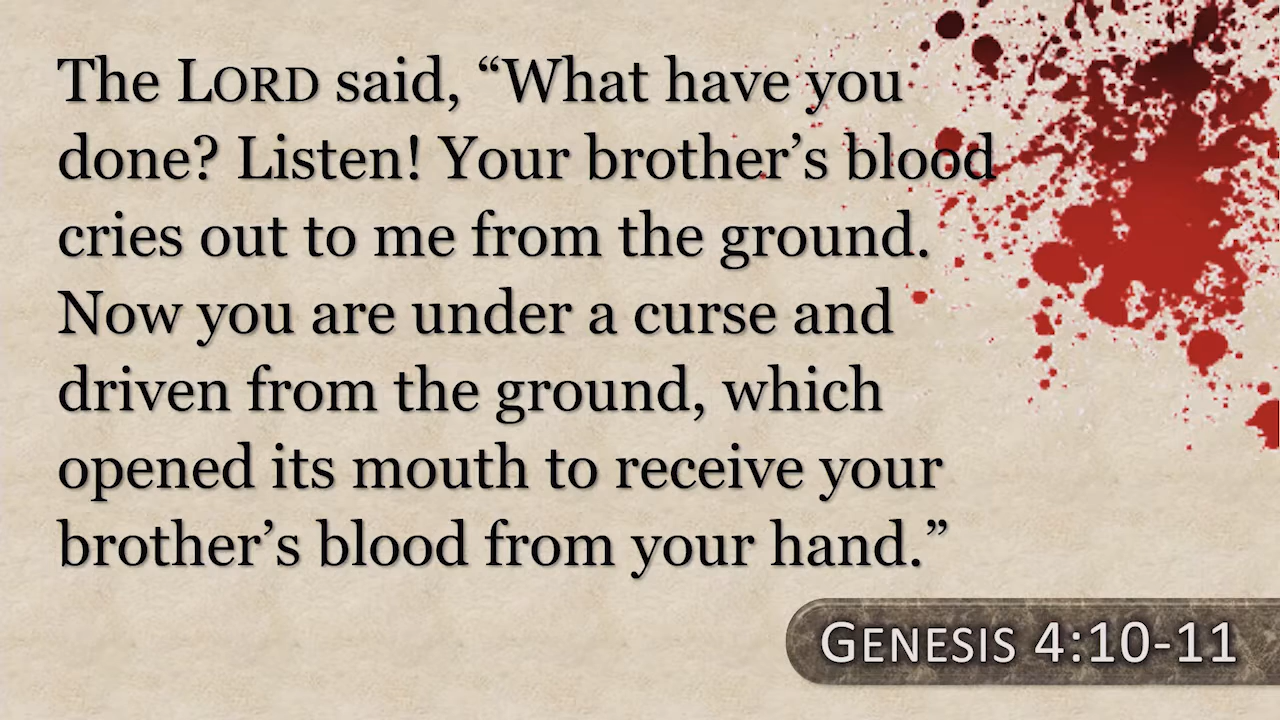 The LORD said, “What have you
done? Listen! Your brother’s blood
cries out to me from the ground.
Now you are under a curse and
driven from the ground, which
opened its mouth to receive your
brother’s blood from your hand.”
GENESIS 4:10-11